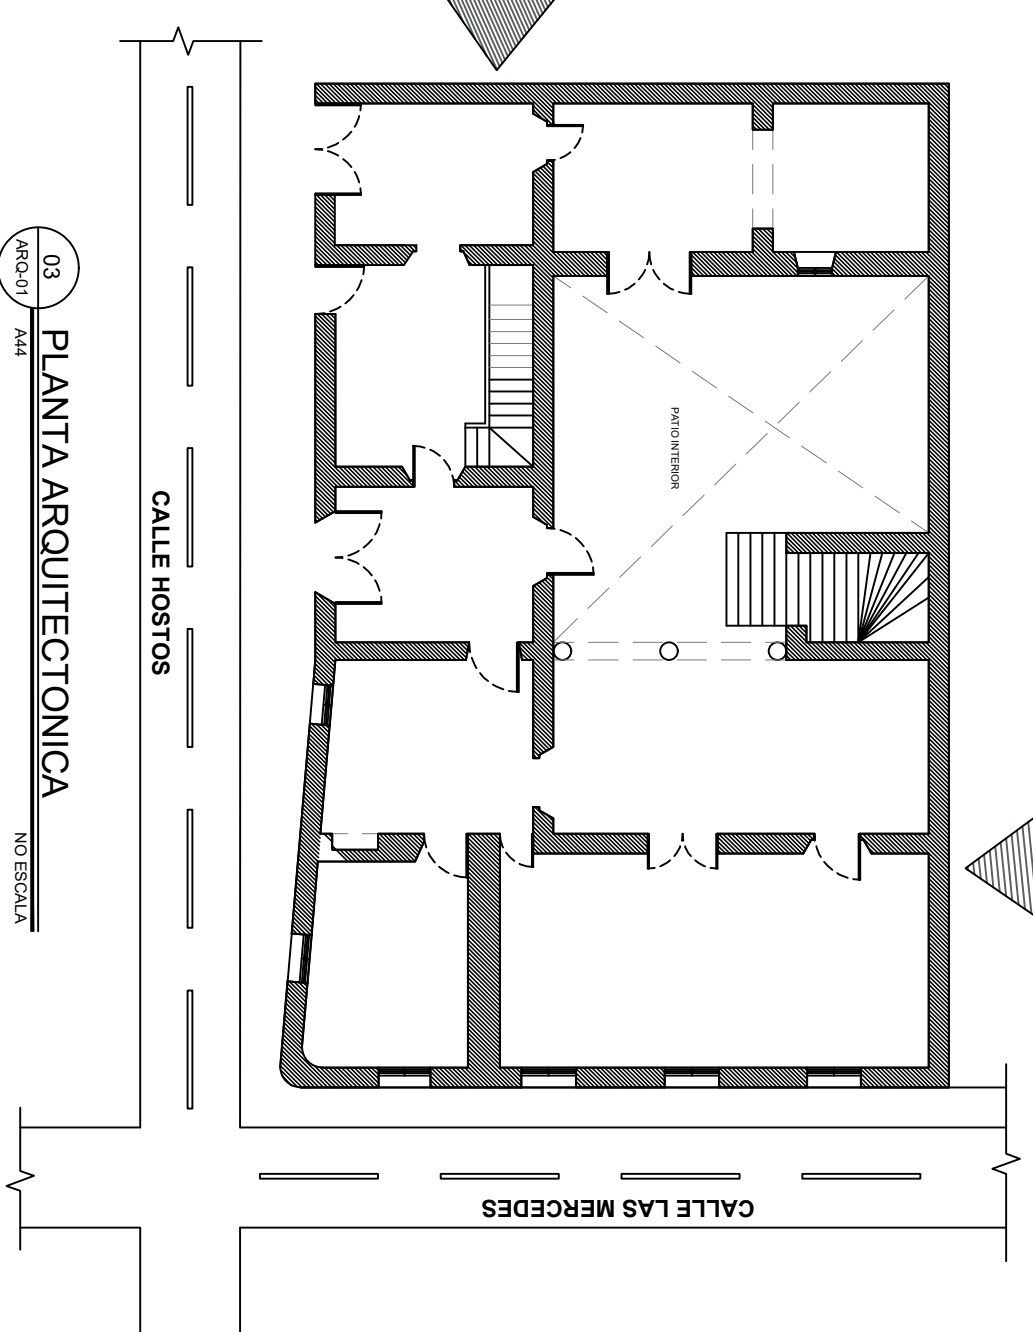 03
ARQ-01
A44
PLANTA ARQUITECTONICA
NO ESCALA
CALLE HOSTOS
PATIO INTERIOR
CALLE LAS MERCEDES